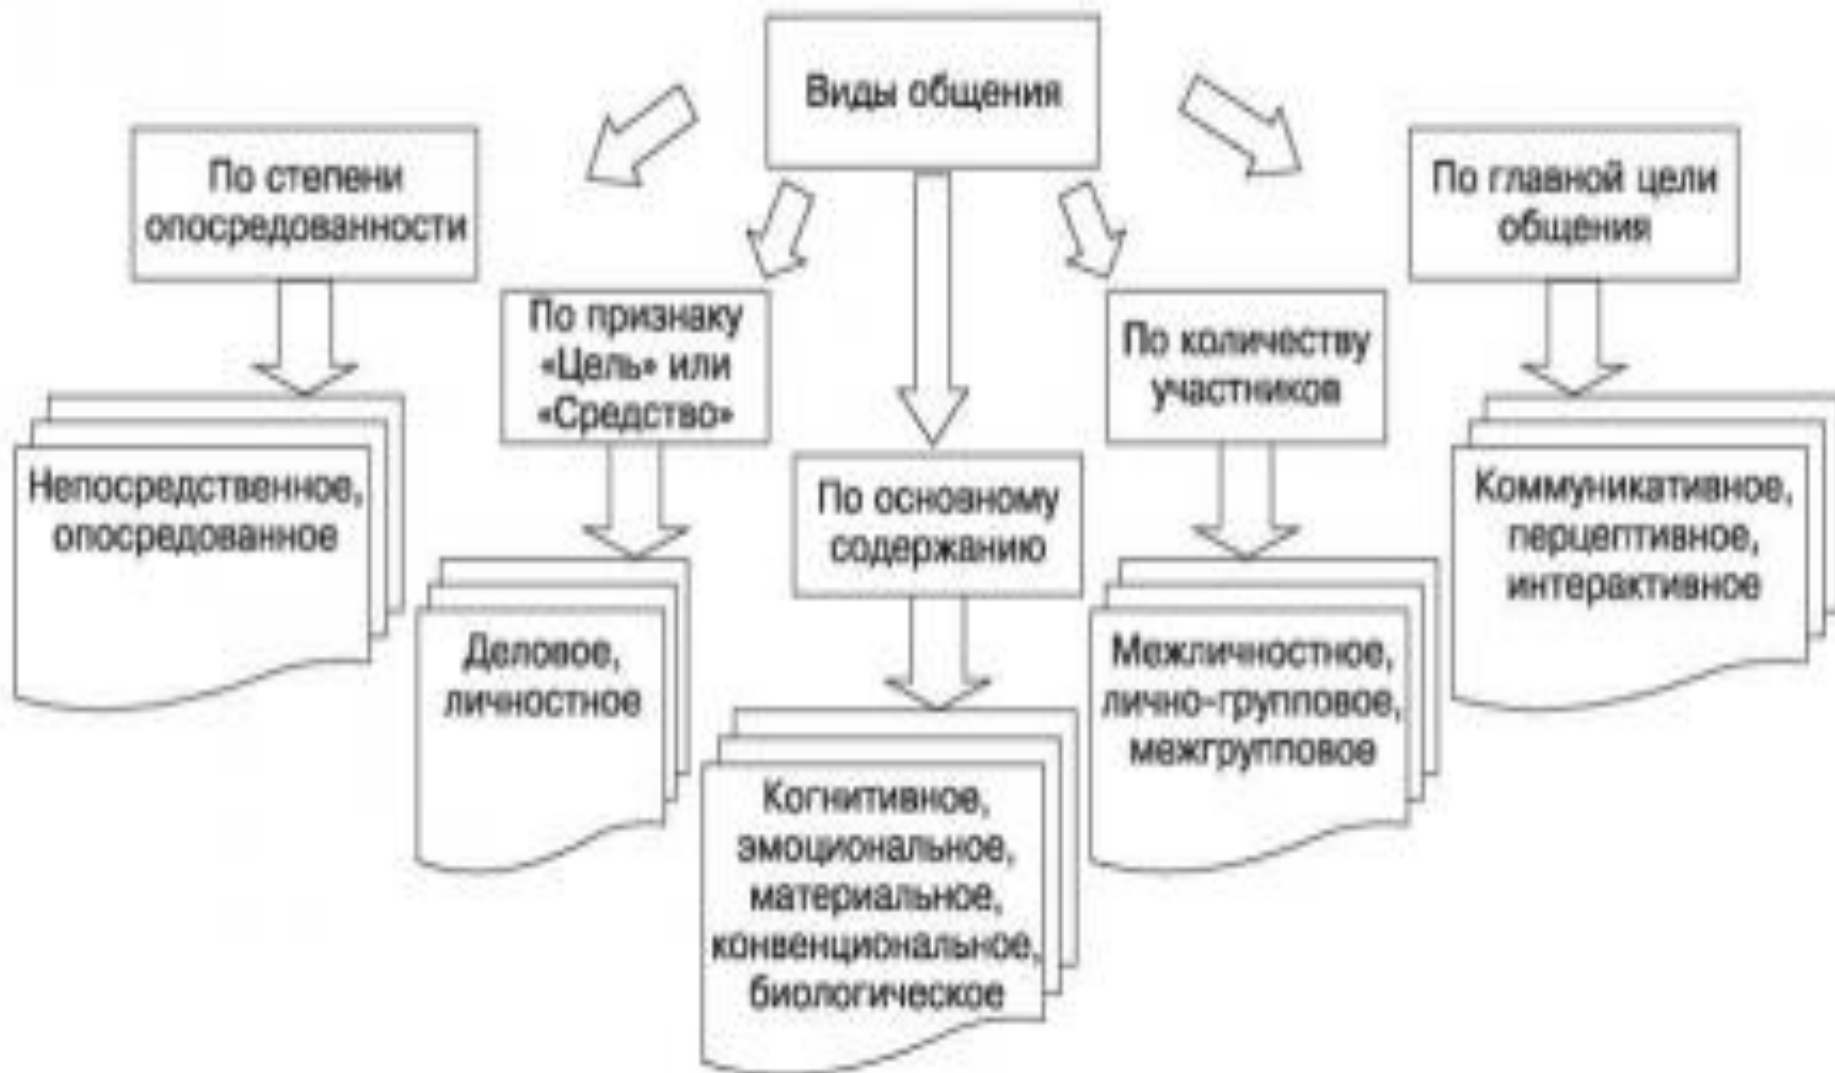 Виды общения
По степени
опосредованности
По главной цели
общения
По признаку
«Цель» или
«Средство»
По количеству
участников
По основному
содержанию
Непосредственное,
опосредованное
Деловое,
личностное
Когнитивное,
эмоциональное,
материальное,
конвенциональное,
биологическое
Межличностное,
лично-групповое,
межгрупповое
Коммуникативное,
перцептивное,
интерактивное